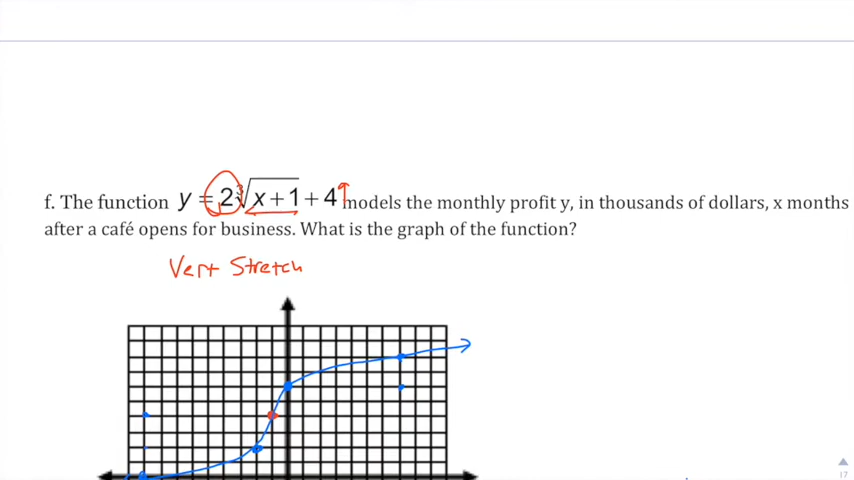 f. The function y = 2∛(x + 1) + 4 models the monthly profit y, in thousands of dollars, x months
after a café opens for business. What is the graph of the function?
Vert Stretch
17